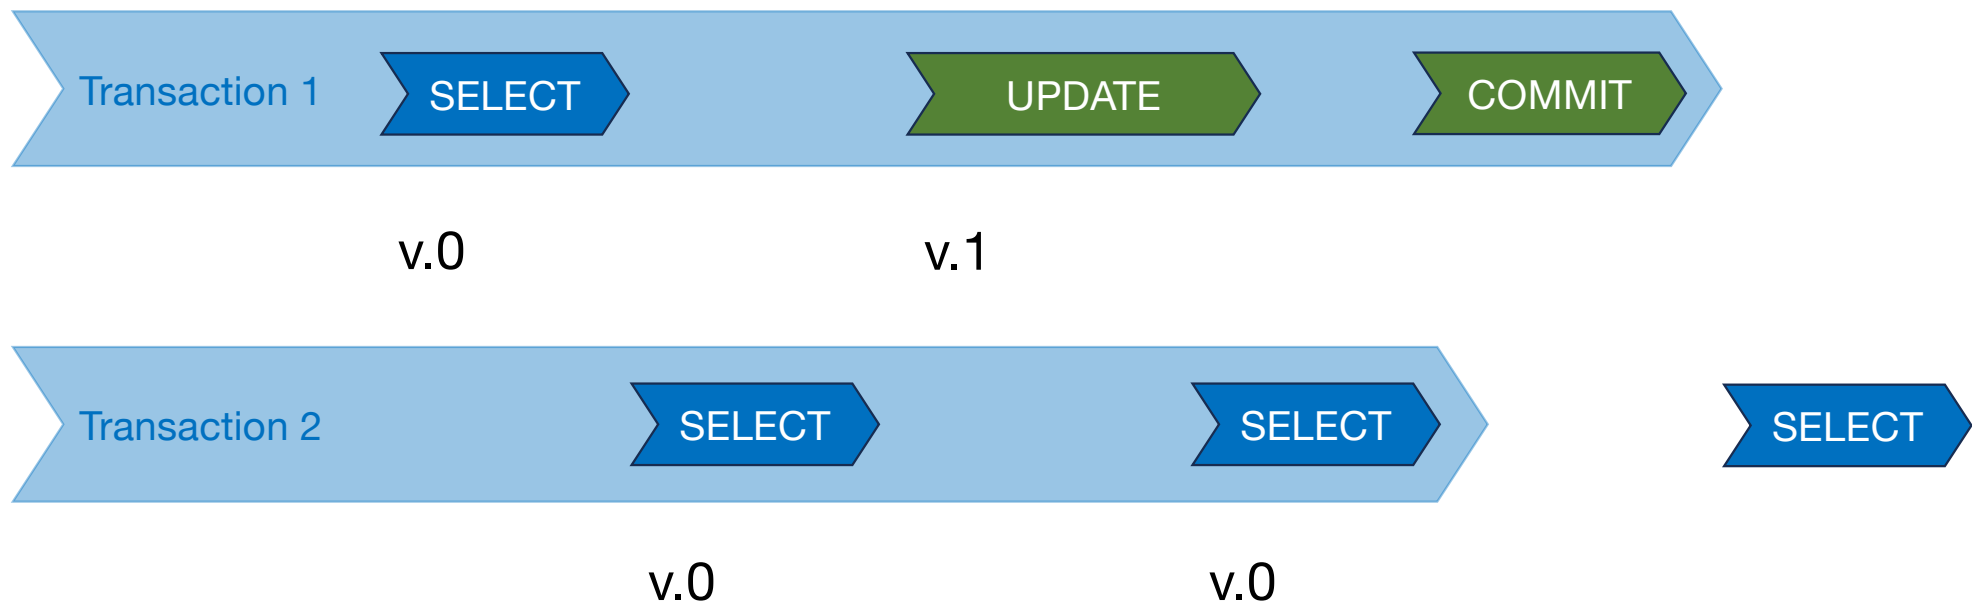 Transaction 1
SELECT
UPDATE
COMMIT
v.0
v.1
Transaction 2
SELECT
SELECT
SELECT
v.0
v.0